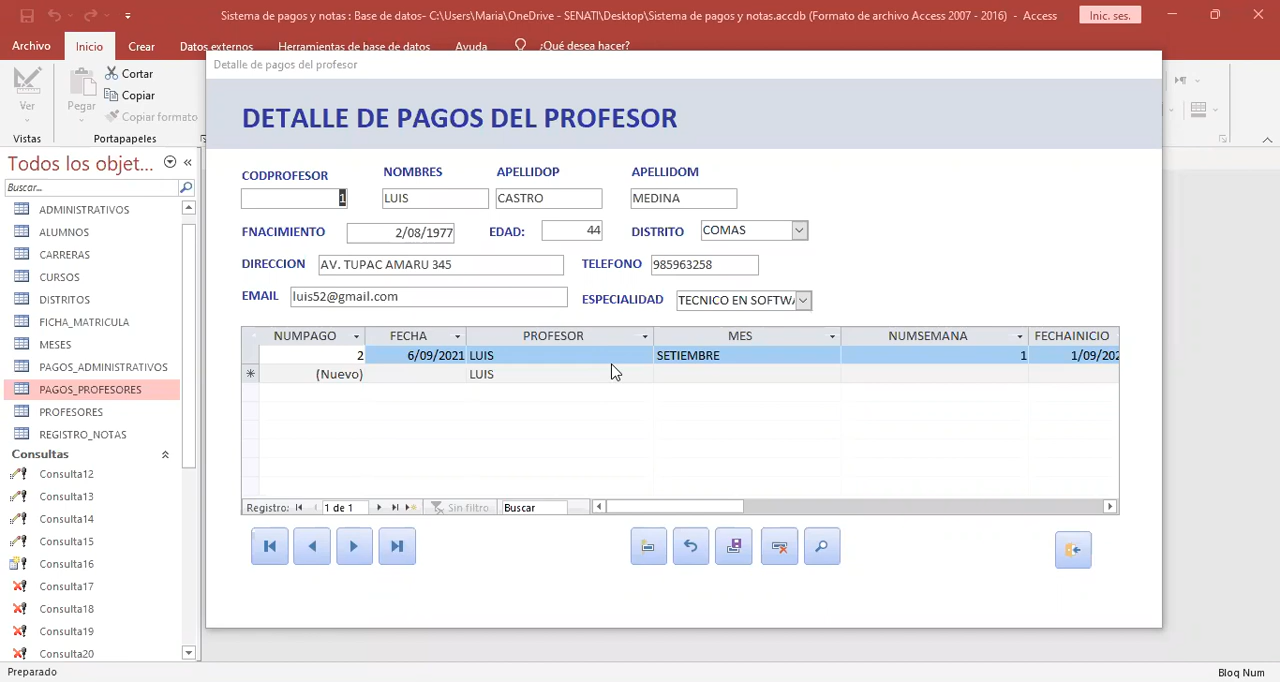 Sistema de pagos y notas : Base de datos- C:\Users\Maria\OneDrive - SENATI\Desktop\Sistema de pagos y notas.accdb (Formato de archivo Access 2007 - 2016) - Access
Inic. ses.
Archivo Inicio Crear Datos externos Herramientas de base de datos Ayuda ¿Qué desea hacer?
Ver
Vistas
Pegar
Cortar
Copiar
Copiar formato
Portapapeles
Todos los objet...
Buscar...
ADMINISTRATIVOS
ALUMNOS
CARRERAS
CURSOS
DISTRITOS
FICHA_MATRICULA
MESES
PAGOS_ADMINISTRATIVOS
PAGOS_PROFESORES
PROFESORES
REGISTRO_NOTAS
Consultas
Consulta12
Consulta13
Consulta14
Consulta15
Consulta16
Consulta17
Consulta18
Consulta19
Consulta20
Detalle de pagos del profesor
DETALLE DE PAGOS DEL PROFESOR
CODPROFESOR NOMBRES APELLIDOP APELLIDOM
1 LUIS CASTRO MEDINA
FNACIMIENTO 2/08/1977 EDAD: 44 DISTRITO COMAS
DIRECCION AV. TUPAC AMARU 345 TELEFONO 985963258
EMAIL luis52@gmail.com ESPECIALIDAD TECNICO EN SOFTWA
NUMPAGO FECHA PROFESOR MES NUMSEMANA FECHAINICIO
2 6/09/2021 LUIS SETIEMBRE 1 1/09/202
(Nuevo) LUIS
Registro: 1 de 1 Sin filtro Buscar
Preparado
Bloq Num